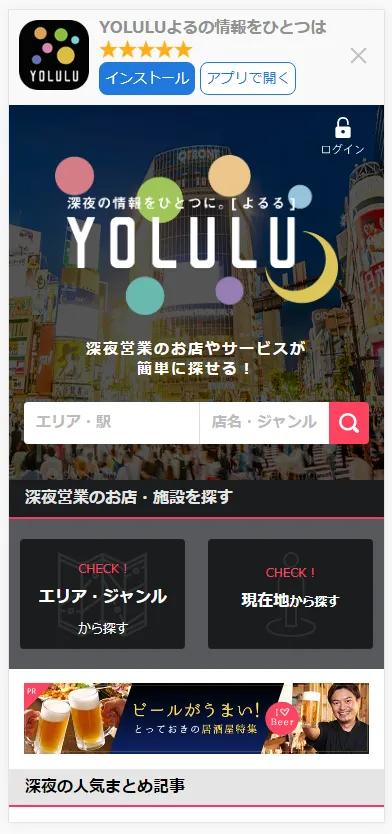 YOLULU
YOLULUよるの情報をひとつは
★★★★★
インストール
アプリで開く
ログイン
深夜の情報をひとつに。[よるる]
YOLULU
深夜営業のお店やサービスが
簡単に探せる！
エリア・駅
店名・ジャンル
深夜営業のお店・施設を探す
CHECK！
エリア・ジャンル
から探す
CHECK！
現在地から探す
PR
ビールがうまい!
とっておきの居酒屋特集
I♡
Beer
深夜の人気まとめ記事